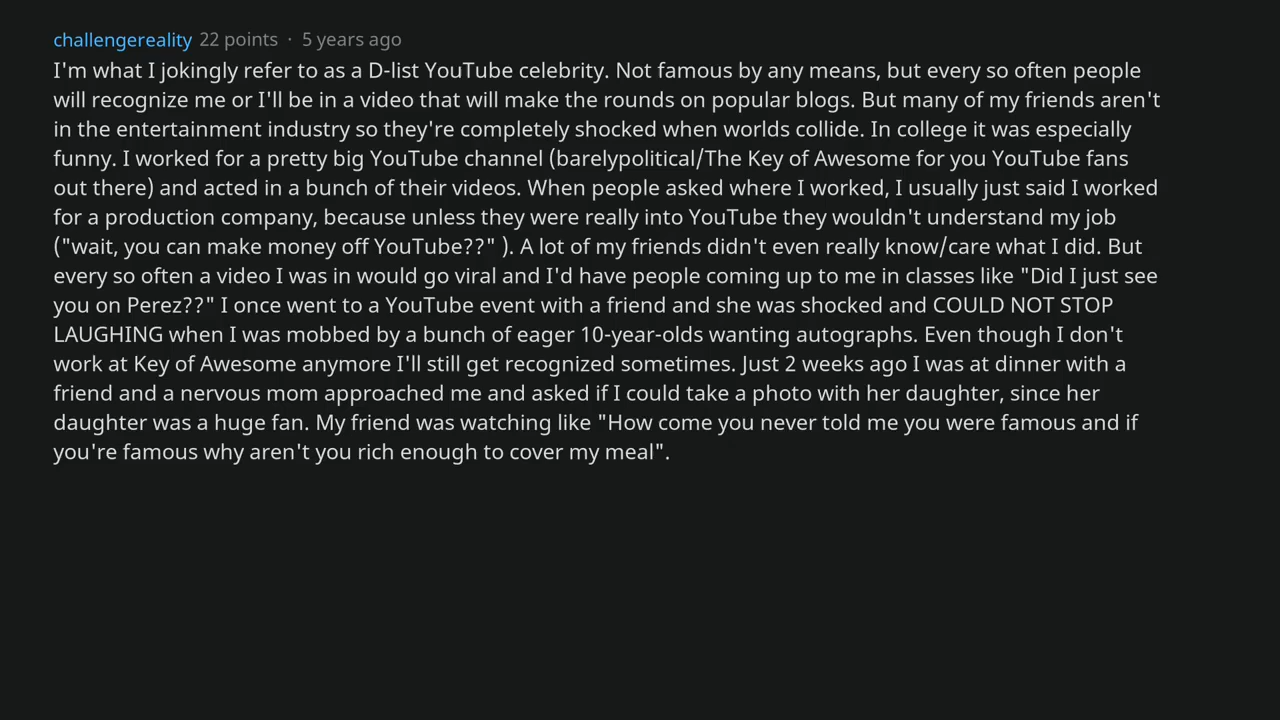 challengereality 22 points · 5 years ago
I'm what I jokingly refer to as a D-list YouTube celebrity. Not famous by any means, but every so often people
will recognize me or I'll be in a video that will make the rounds on popular blogs. But many of my friends aren't
in the entertainment industry so they're completely shocked when worlds collide. In college it was especially
funny. I worked for a pretty big YouTube channel (barelypolitical/The Key of Awesome for you YouTube fans
out there) and acted in a bunch of their videos. When people asked where I worked, I usually just said I worked
for a production company, because unless they were really into YouTube they wouldn't understand my job
("wait, you can make money off YouTube??" ). A lot of my friends didn't even really know/care what I did. But
every so often a video I was in would go viral and I'd have people coming up to me in classes like "Did I just see
you on Perez??" I once went to a YouTube event with a friend and she was shocked and COULD NOT STOP
LAUGHING when I was mobbed by a bunch of eager 10-year-olds wanting autographs. Even though I don't
work at Key of Awesome anymore I'll still get recognized sometimes. Just 2 weeks ago I was at dinner with a
friend and a nervous mom approached me and asked if I could take a photo with her daughter, since her
daughter was a huge fan. My friend was watching like "How come you never told me you were famous and if
you're famous why aren't you rich enough to cover my meal".